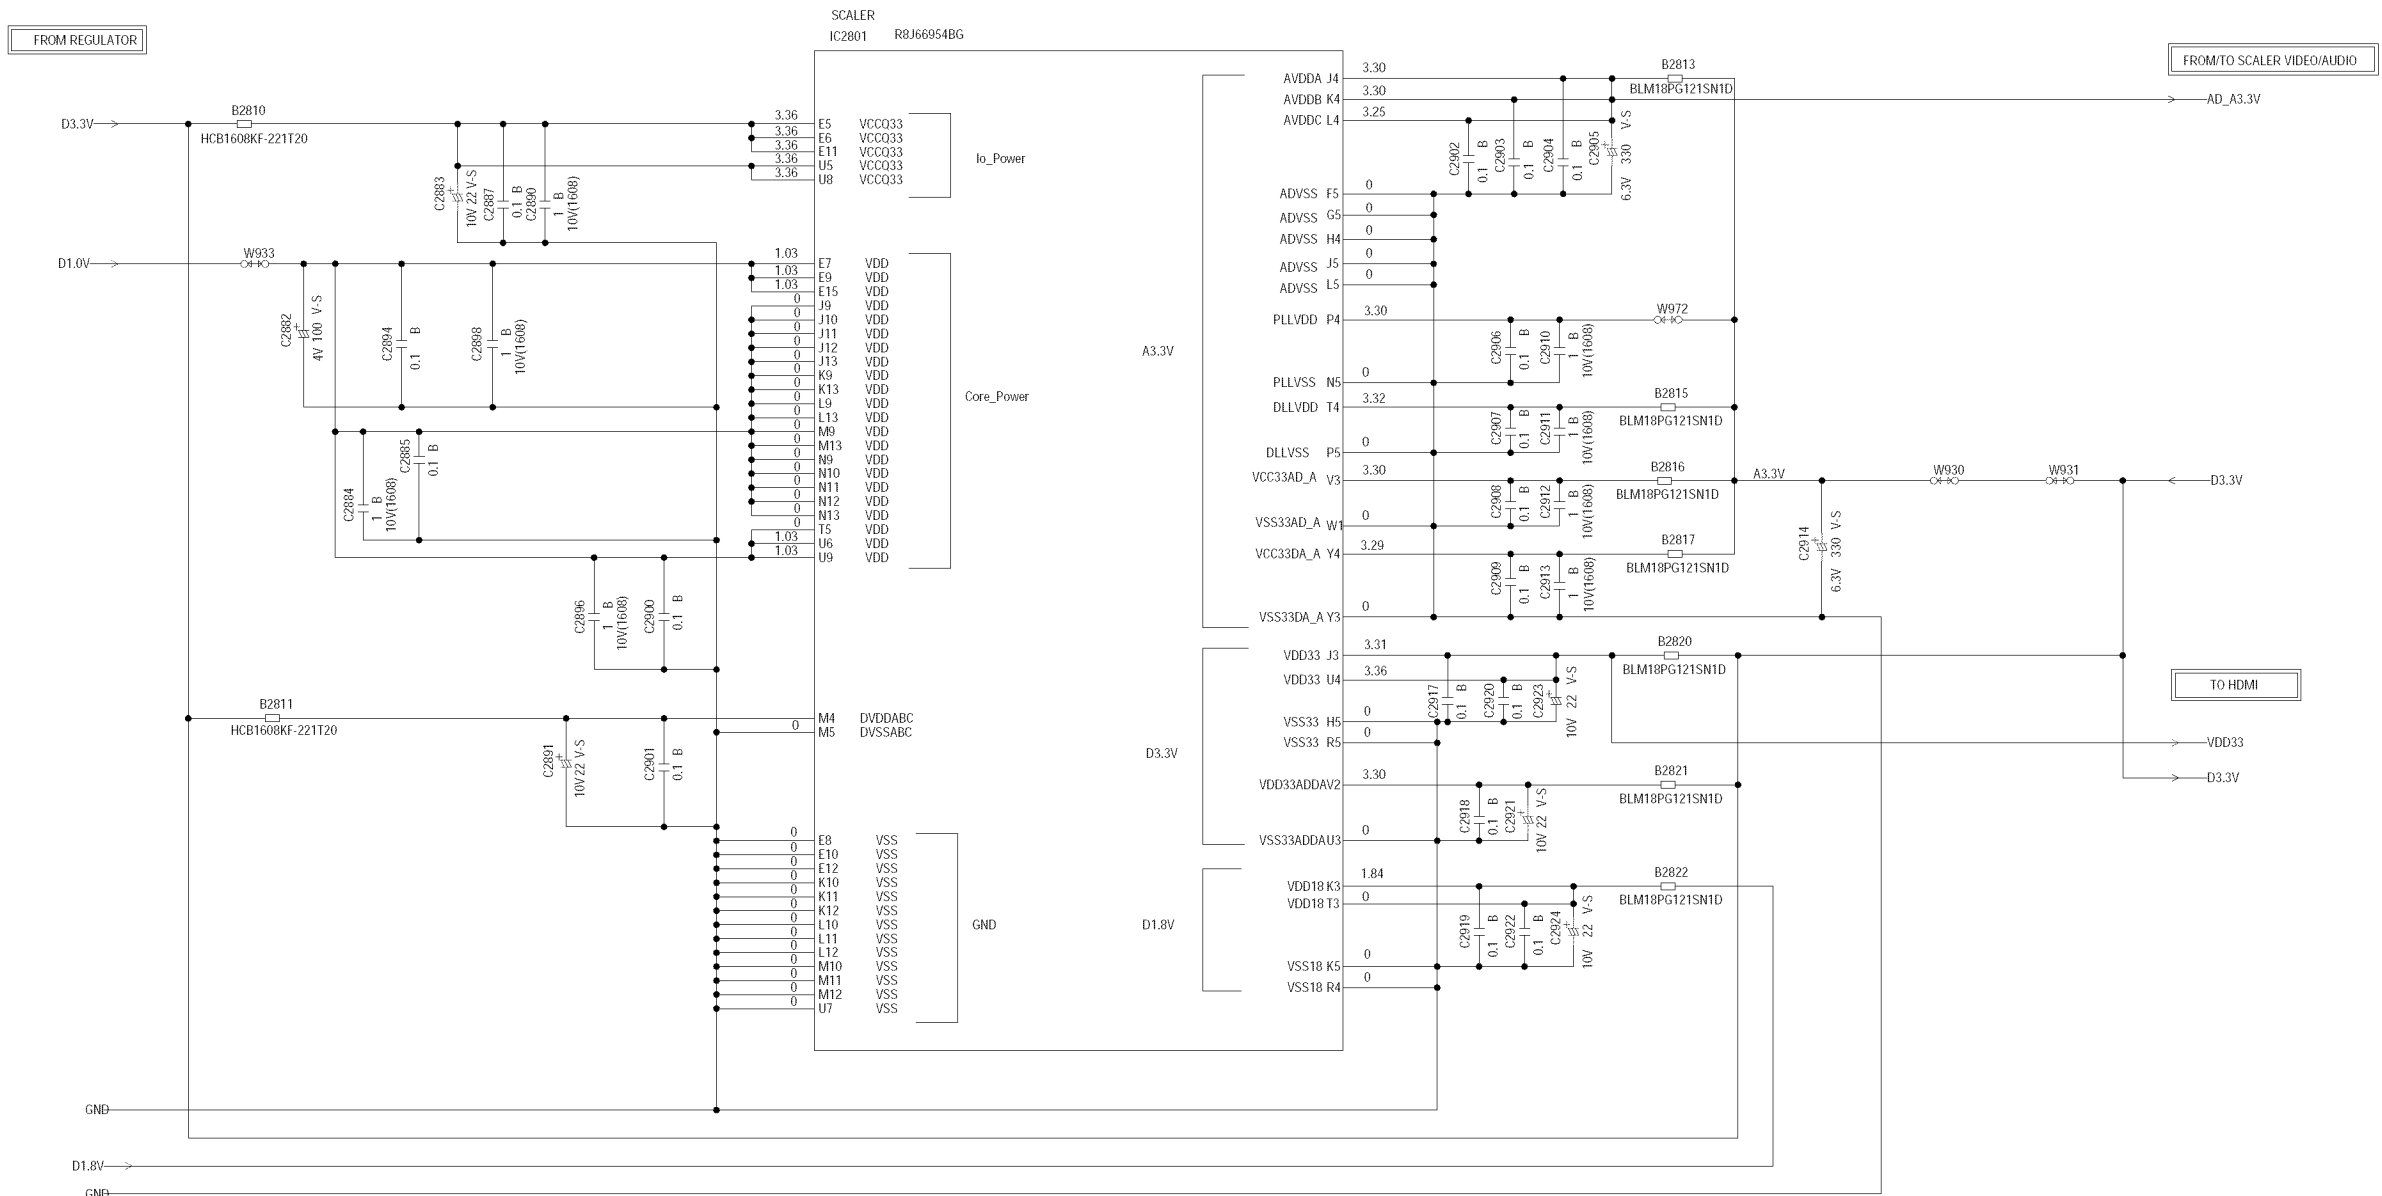 SCALER
IC2801 R8J66954BG
FROM REGULATOR
FROM/TO SCALER VIDEO/AUDIO
TO HDMI
D3.3V
B2810
HCB1608KF-221T20
C2883
10V 22 V-S
C2887
0.1 B
C2890
1 B
10V(1608)
3.36 E5 VCCQ33
3.36 E6 VCCQ33
3.36 E11 VCCQ33
3.36 U5 VCCQ33
3.36 U8 VCCQ33
Io_Power
D1.0V
W933
C2882
4V 100 V-S
C2894
0.1 B
C2898
1 B
10V(1608)
C2884
1 B
10V(1608)
C2885
0.1 B
C2896
1 B
10V(1608)
C2900
0.1 B
1.03 E7 VDD
1.03 E9 VDD
1.03 E15 VDD
0 J9 VDD
0 J10 VDD
0 J11 VDD
0 J12 VDD
0 J13 VDD
0 K9 VDD
0 K13 VDD
0 L9 VDD
0 L13 VDD
0 M9 VDD
0 M13 VDD
0 N9 VDD
0 N10 VDD
0 N11 VDD
0 N12 VDD
0 N13 VDD
0 T5 VDD
1.03 U6 VDD
1.03 U9 VDD
Core_Power
B2811
HCB1608KF-221T20
C2891
10V 22 V-S
C2901
0.1 B
M4 DVDDABC
0 M5 DVSSABC
0 E8 VSS
0 E10 VSS
0 E12 VSS
0 K10 VSS
0 K11 VSS
0 K12 VSS
0 L10 VSS
0 L11 VSS
0 L12 VSS
0 M10 VSS
0 M11 VSS
0 M12 VSS
0 U7 VSS
GND
A3.3V
AVDDA J4 3.30
AVDDB K4 3.30
AVDDC L4 3.25
B2813
BLM18PG121SN1D
AD_A3.3V
C2902
0.1 B
C2903
0.1 B
C2904
0.1 B
C2905
6.3V 330 V-S
ADVSS F5 0
ADVSS G5 0
ADVSS H4 0
ADVSS J5 0
ADVSS L5 0
PLLVDD P4 3.30
W972
C2906
0.1 B
C2910
1 B
10V(1608)
PLLVSS N5 0
DLLVDD T4 3.32
B2815
BLM18PG121SN1D
C2907
0.1 B
C2911
1 B
10V(1608)
DLLVSS P5 0
VCC33AD_A V3 3.30
B2816
BLM18PG121SN1D
A3.3V
W930
W931
D3.3V
C2908
0.1 B
C2912
1 B
10V(1608)
C2914
6.3V 330 V-S
VSS33AD_A W1 0
VCC33DA_A Y4 3.29
B2817
BLM18PG121SN1D
C2909
0.1 B
C2913
1 B
10V(1608)
VSS33DA_A Y3 0
D3.3V
VDD33 J3 3.31
VDD33 U4 3.36
B2820
BLM18PG121SN1D
C2917
0.1 B
C2920
0.1 B
C2923
10V 22 V-S
VSS33 H5 0
VSS33 R5 0
VDD33
D3.3V
VDD33ADDAV2 3.30
B2821
BLM18PG121SN1D
C2918
0.1 B
C2921
10V 22 V-S
VSS33ADDAU3 0
D1.8V
VDD18 K3 1.84
VDD18 T3 0
B2822
BLM18PG121SN1D
C2919
0.1 B
C2922
0.1 B
C2924
10V 22 V-S
VSS18 K5 0
VSS18 R4 0
GND
D1.8V
GND